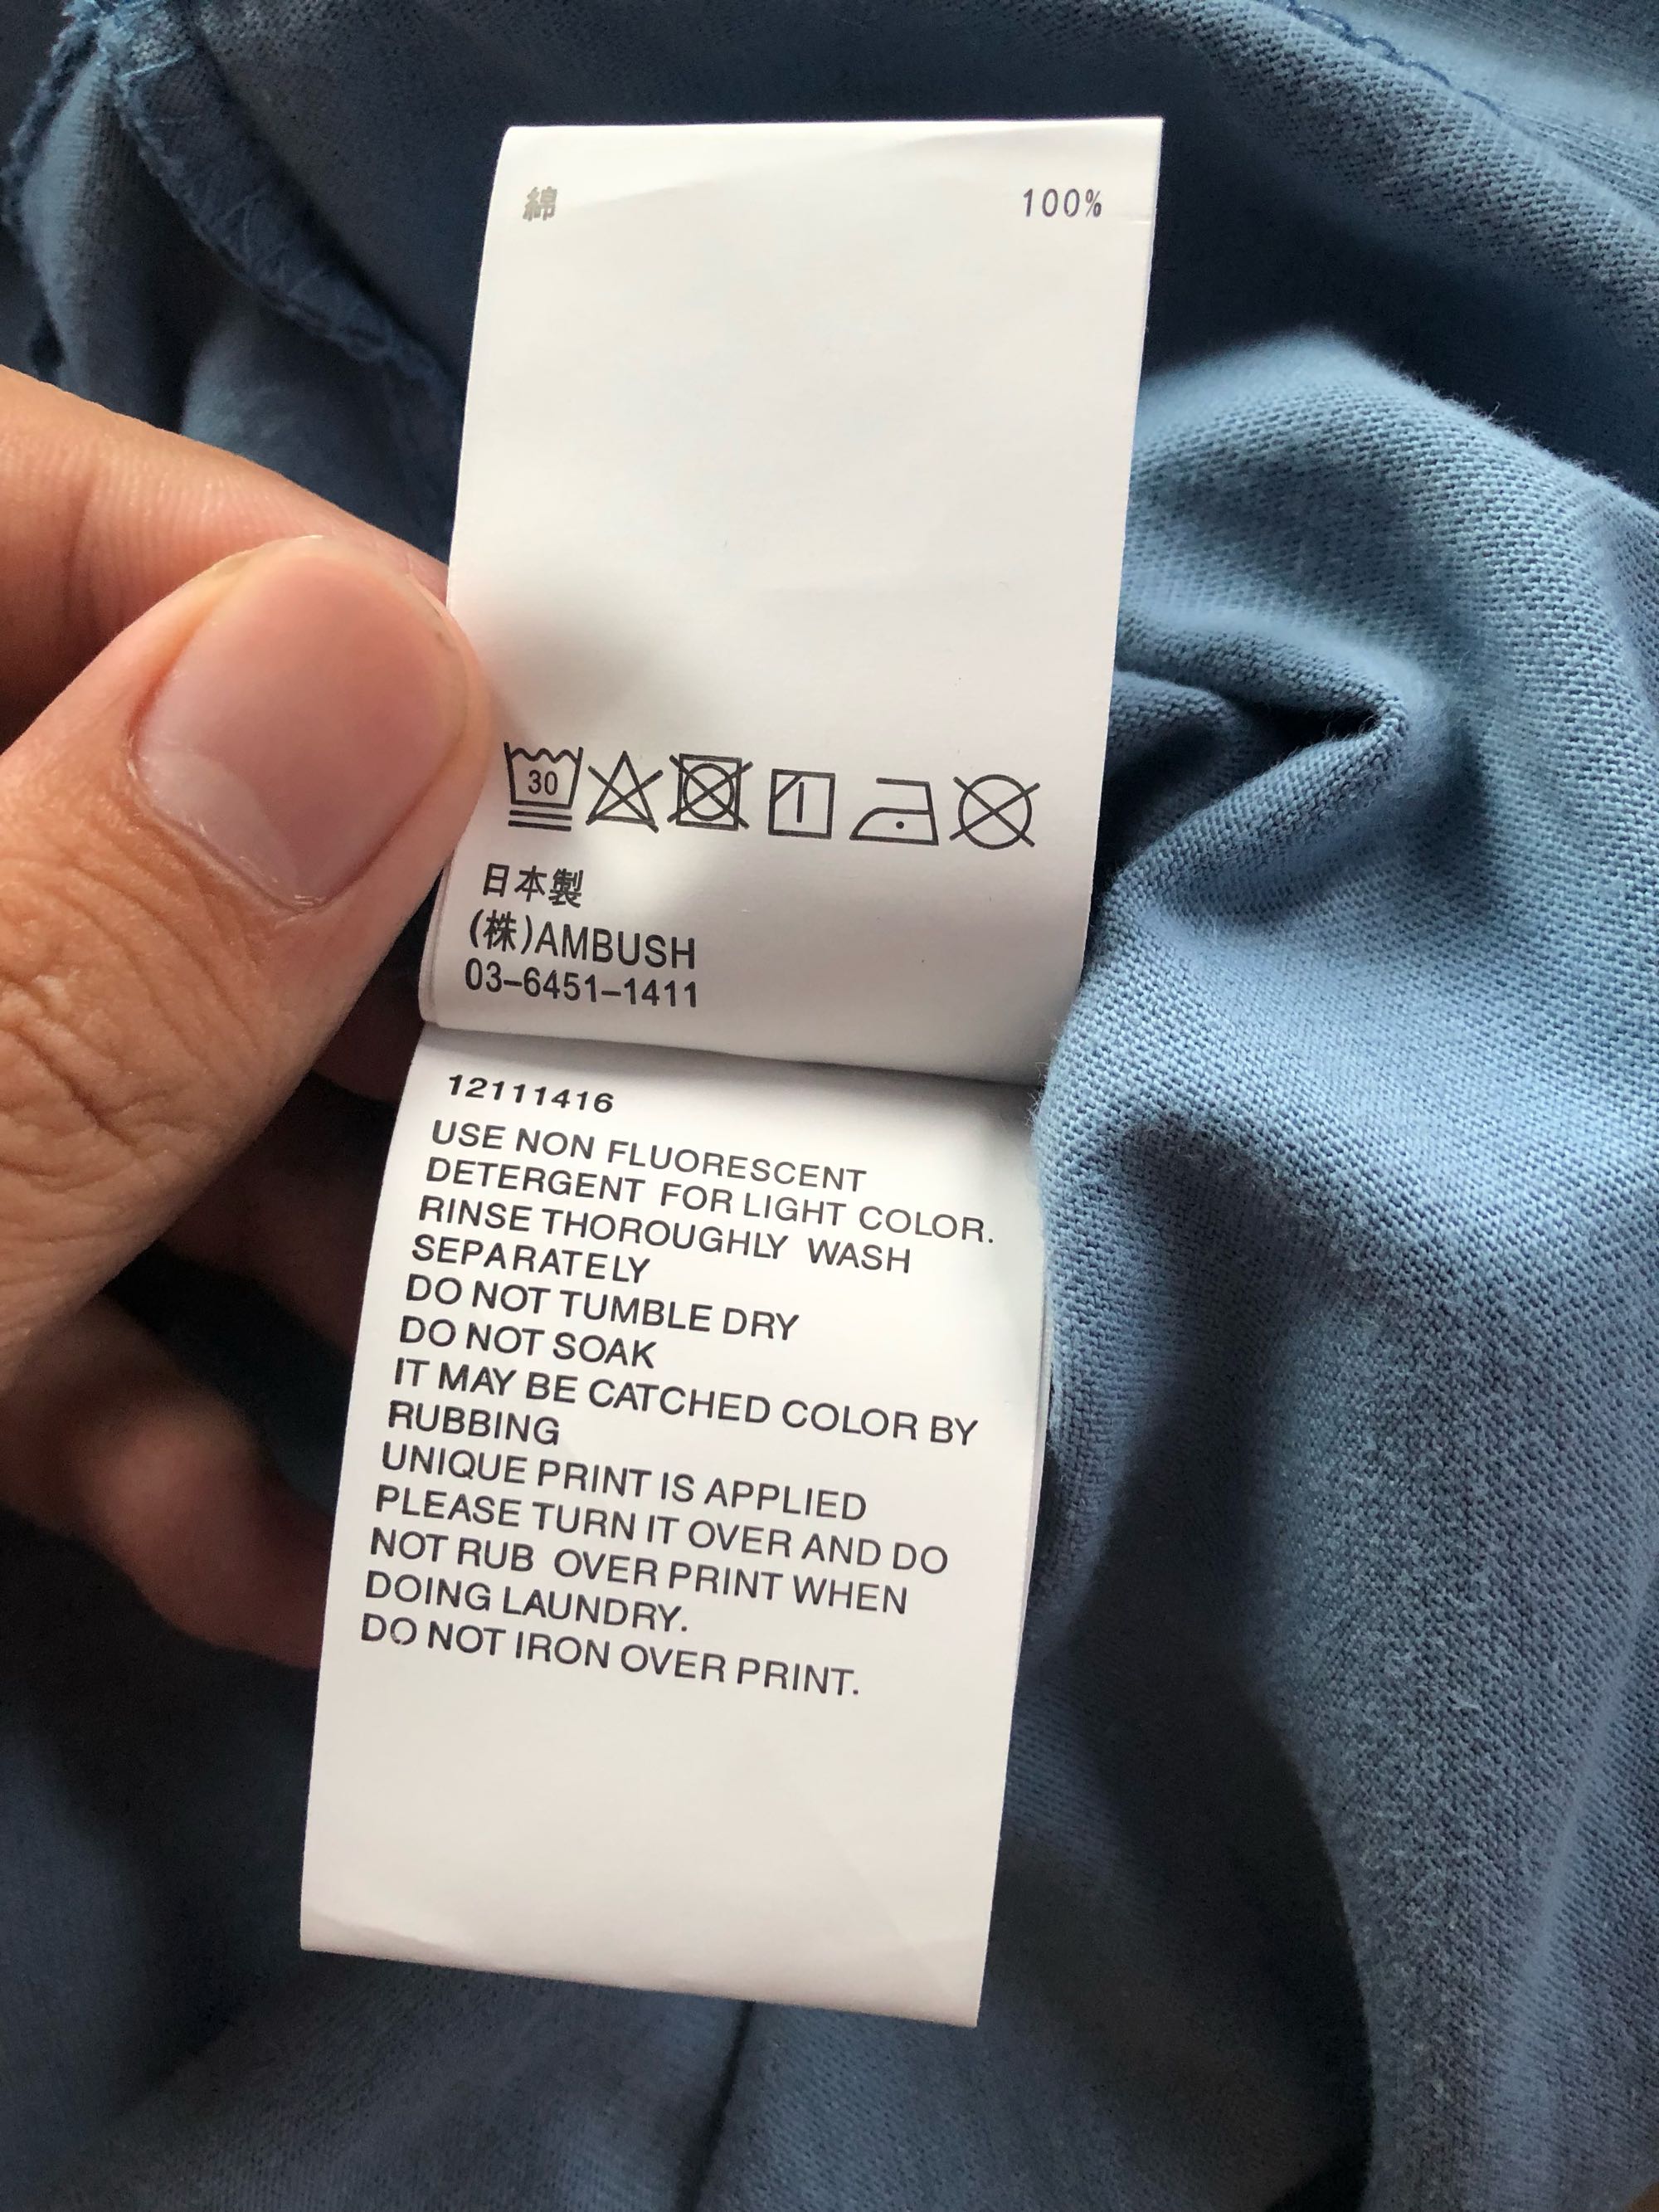 綿 100%
30
日本製
(株)AMBUSH
03-6451-1411
12111416
USE NON FLUORESCENT
DETERGENT FOR LIGHT COLOR.
RINSE THOROUGHLY WASH
SEPARATELY
DO NOT TUMBLE DRY
DO NOT SOAK
IT MAY BE CATCHED COLOR BY
RUBBING
UNIQUE PRINT IS APPLIED
PLEASE TURN IT OVER AND DO
NOT RUB OVER PRINT WHEN
DOING LAUNDRY.
DO NOT IRON OVER PRINT.